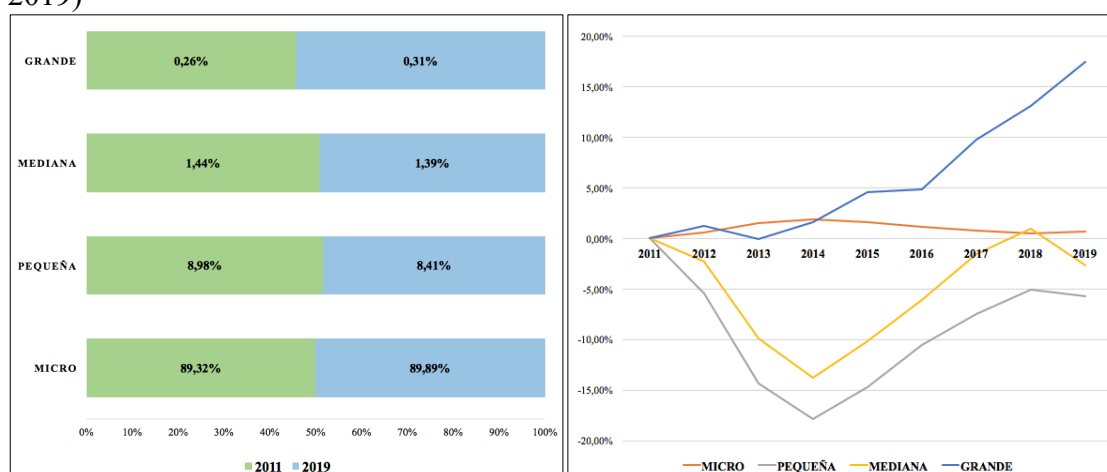 2019)
GRANDE
0,26%
0,31%
MEDIANA
1,44%
1,39%
PEQUEÑA
8,98%
8,41%
MICRO
89,32%
89,89%
0% 10% 20% 30% 40% 50% 60% 70% 80% 90% 100%
2011 2019
20,00%
15,00%
10,00%
5,00%
0,00%
2011 2012 2013 2014 2015 2016 2017 2018 2019
-5,00%
-10,00%
-15,00%
-20,00%
MICRO PEQUEÑA MEDIANA GRANDE